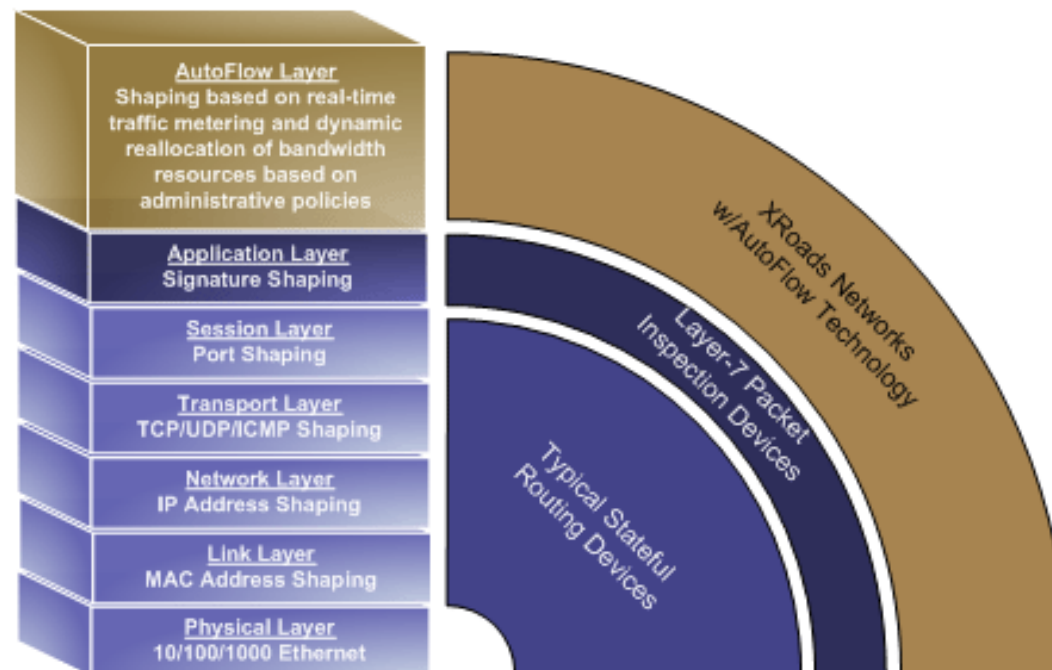 AutoFlow Layer
Shaping based on real-time
traffic metering and dynamic
reallocation of bandwidth
resources based on
administrative policies
Application Layer
Signature Shaping
Session Layer
Port Shaping
Transport Layer
TCP/UDP/ICMP Shaping
Network Layer
IP Address Shaping
Link Layer
MAC Address Shaping
Physical Layer
10/100/1000 Ethernet
XRoads Networks
w/AutoFlow Technology
Layer-7 Packet
Inspection Devices
Typical Stateful
Routing Devices